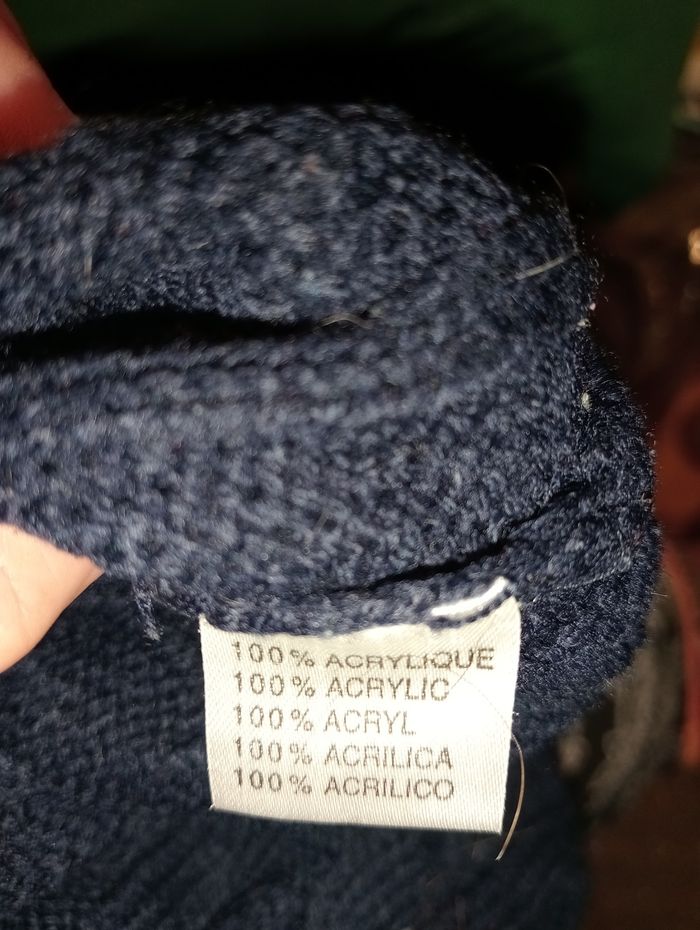 100% ACRYLIQUE
100% ACRYLIC
100% ACRYL
100% ACRILICA
100% ACRILICO